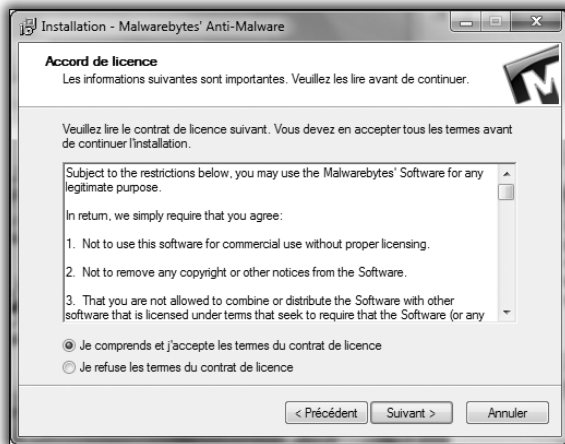 Installation - Malwarebytes' Anti-Malware
Accord de licence
Les informations suivantes sont importantes. Veuillez les lire avant de continuer.
Veuillez lire le contrat de licence suivant. Vous devez en accepter tous les termes avant
de continuer l'installation.
Subject to the restrictions below, you may use the Malwarebytes' Software for any
legitimate purpose.
In return, we simply require that you agree:
1. Not to use this software for commercial use without proper licensing.
2. Not to remove any copyright or other notices from the Software.
3. That you are not allowed to combine or distribute the Software with other
software that is licensed under terms that seek to require that the Software (or any
Je comprends et j'accepte les termes du contrat de licence
Je refuse les termes du contrat de licence
< Précédent
Suivant >
Annuler